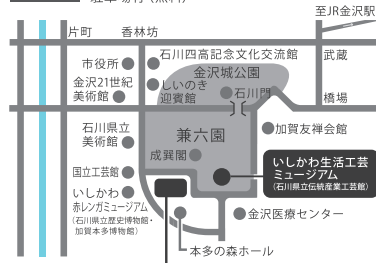 駐車場有（無料）
至JR金沢駅
片町
香林坊
武蔵
橋場
市役所
金沢21世紀
美術館
石川四高記念文化交流館
しいのき
迎賓館
金沢城公園
石川門
石川県立
美術館
兼六園
成巽閣
加賀友禅会館
国立工芸館
いしかわ生活工芸
ミュージアム
（石川県立伝統産業工芸館）
いしかわ
赤レンガミュージアム
（石川県立歴史博物館・
加賀本多博物館）
金沢医療センター
本多の森ホール